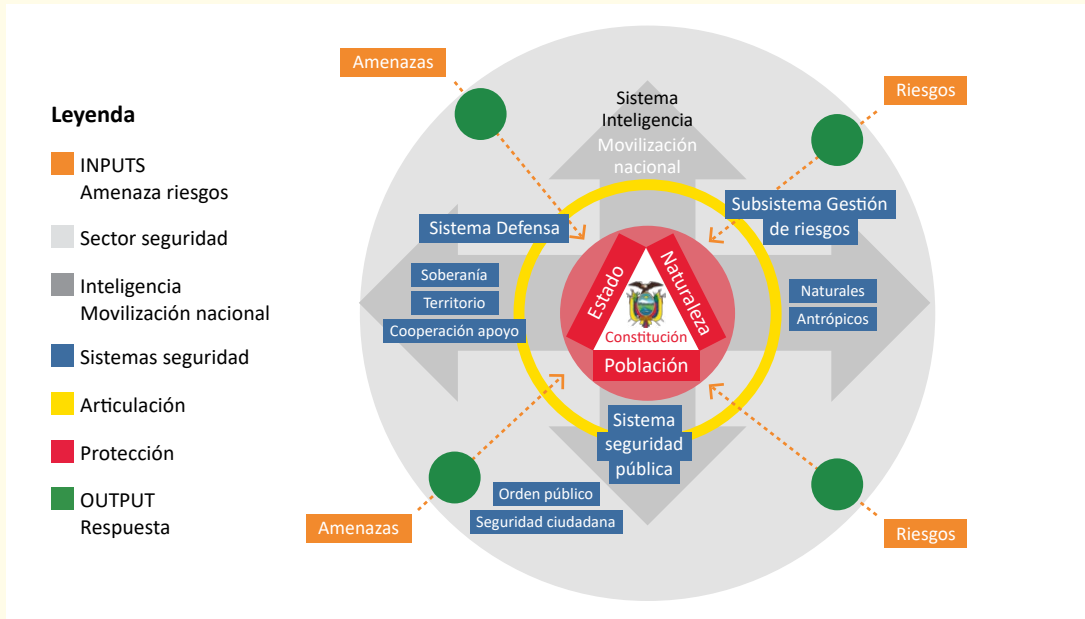 Leyenda
INPUTS
Amenaza riesgos
Sector seguridad
Inteligencia
Movilización nacional
Sistemas seguridad
Articulación
Protección
OUTPUT
Respuesta
Amenazas
Riesgos
Sistema
Inteligencia
Movilización
nacional
Sistema Defensa
Subsistema Gestión
de riesgos
Soberanía
Territorio
Cooperación apoyo
Estado
Naturaleza
Constitución
Población
Naturales
Antrópicos
Sistema
seguridad
pública
Orden público
Seguridad ciudadana
Amenazas
Riesgos